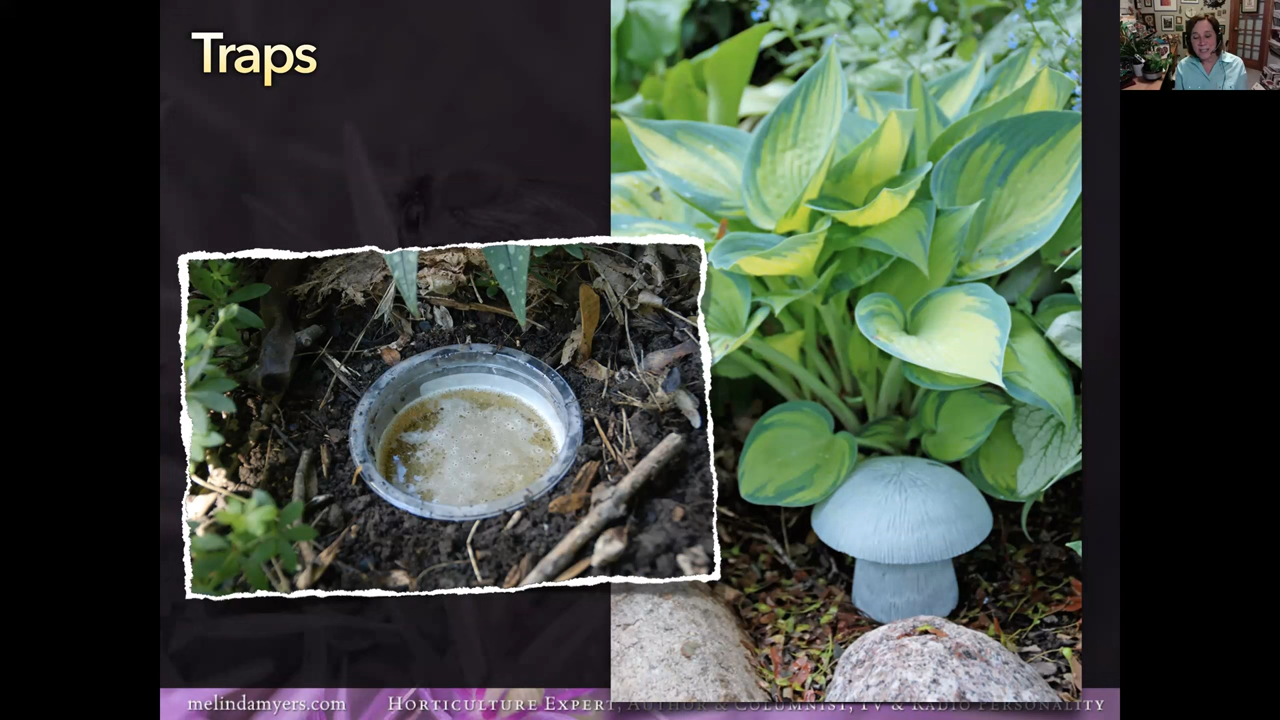 Traps
melindamyers.com
Horticulture Expert, Author & Columnist, TV & Radio Personality